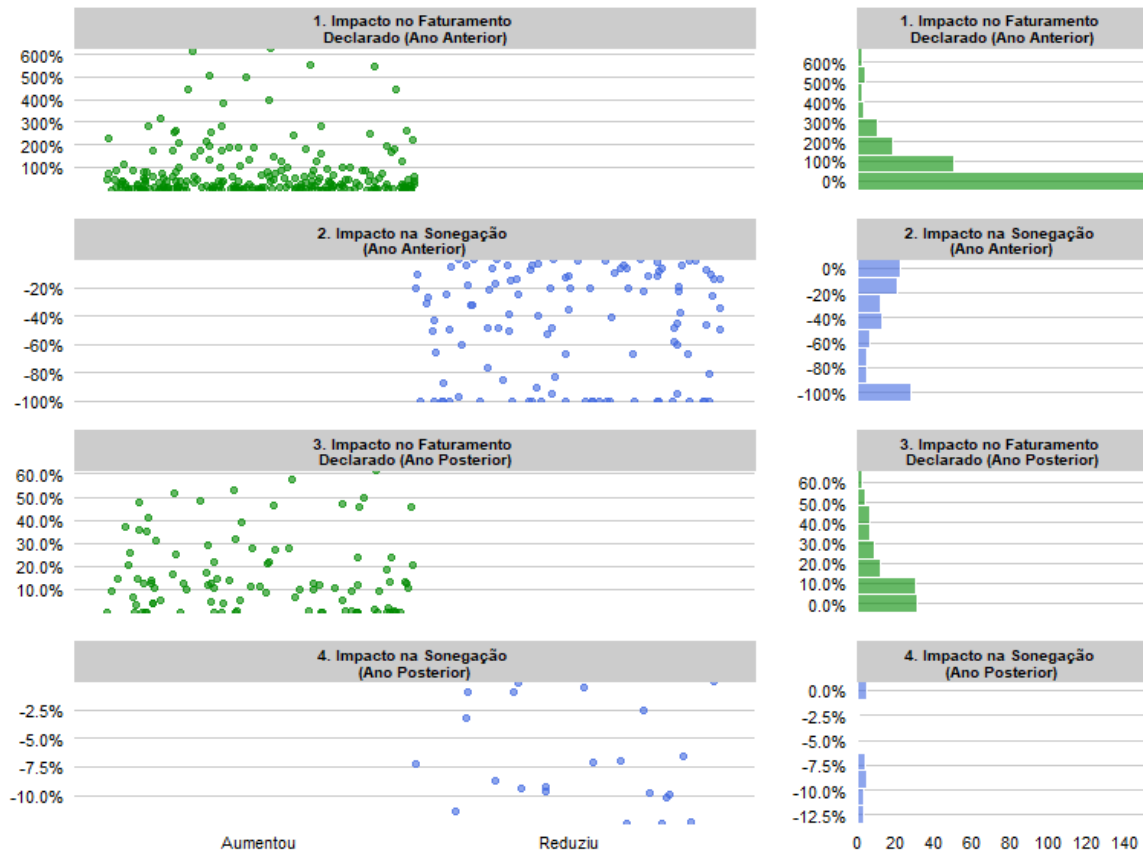 1. Impacto no Faturamento
Declarado (Ano Anterior)
600%
500%
400%
300%
200%
100%
2. Impacto na Sonegação
(Ano Anterior)
-20%
-40%
-60%
-80%
-100%
3. Impacto no Faturamento
Declarado (Ano Posterior)
60.0%
50.0%
40.0%
30.0%
20.0%
10.0%
4. Impacto na Sonegação
(Ano Posterior)
-2.5%
-5.0%
-7.5%
-10.0%
Aumentou Reduziu
1. Impacto no Faturamento
Declarado (Ano Anterior)
600%
500%
400%
300%
200%
100%
0%
2. Impacto na Sonegação
(Ano Anterior)
0%
-20%
-40%
-60%
-80%
-100%
3. Impacto no Faturamento
Declarado (Ano Posterior)
60.0%
50.0%
40.0%
30.0%
20.0%
10.0%
0.0%
4. Impacto na Sonegação
(Ano Posterior)
0.0%
-2.5%
-5.0%
-7.5%
-10.0%
-12.5%
0 20 40 60 80 100 120 140